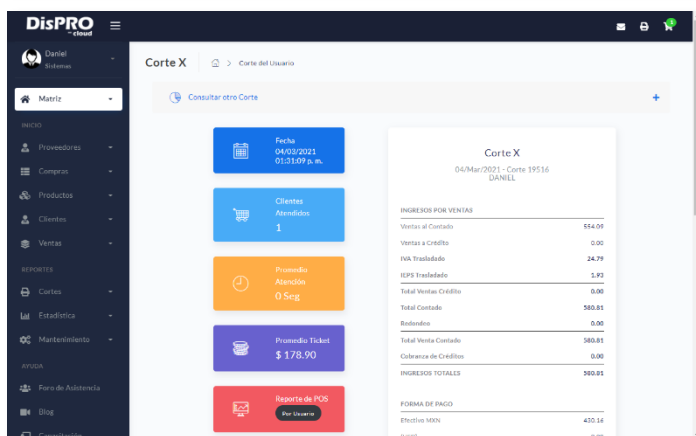 DisPRO
cloud
Daniel
Sistemas
Matriz
INICIO
Proveedores
Compras
Productos
Clientes
Ventas
REPORTES
Cortes
Estadística
Mantenimiento
AYUDA
Foro de Asistencia
Blog
Capacitación
Corte X
Corte del Usuario
Consultar otro Corte
Fecha
04/03/2021
01:31:09 p. m.
Clientes
Atendidos
1
Promedio
Atención
0 Seg
Promedio Ticket
$ 178.90
Reporte de POS
Por Usuario
Corte X
04/Mar/2021 - Corte 19516
DANIEL
INGRESOS POR VENTAS
Ventas al Contado 554.09
Ventas a Crédito 0.00
IVA Trasladado 24.79
IEPS Trasladado 1.93
Total Ventas Crédito 0.00
Total Contado 580.81
Redondeo 0.00
Total Venta Contado 580.81
Cobranza de Créditos 0.00
INGRESOS TOTALES 580.81
FORMA DE PAGO
Efectivo MXN 430.16